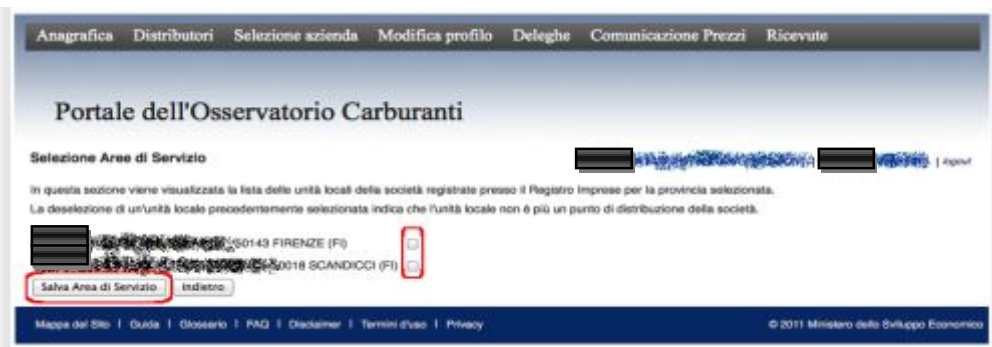 Anagrafica Distributori Selezione azienda Modifica profilo Deleghe Comunicazione Prezzi Ricevute
Portale dell'Osservatorio Carburanti
Selezione Aree di Servizio
| logout
In questa sezione viene visualizzata la lista delle unità locali della società registrate presso il Registro Imprese per la provincia selezionata.
La deselezione di un'unità locale precedentemente selezionata indica che l'unità locale non è più un punto di distribuzione della società.
50143 FIRENZE (FI)
50018 SCANDICCI (FI)
Salva Area di Servizio Indietro
Mappa del Sito | Guida | Glossario | FAQ | Disclaimer | Termini d'uso | Privacy © 2011 Ministero dello Sviluppo Economico